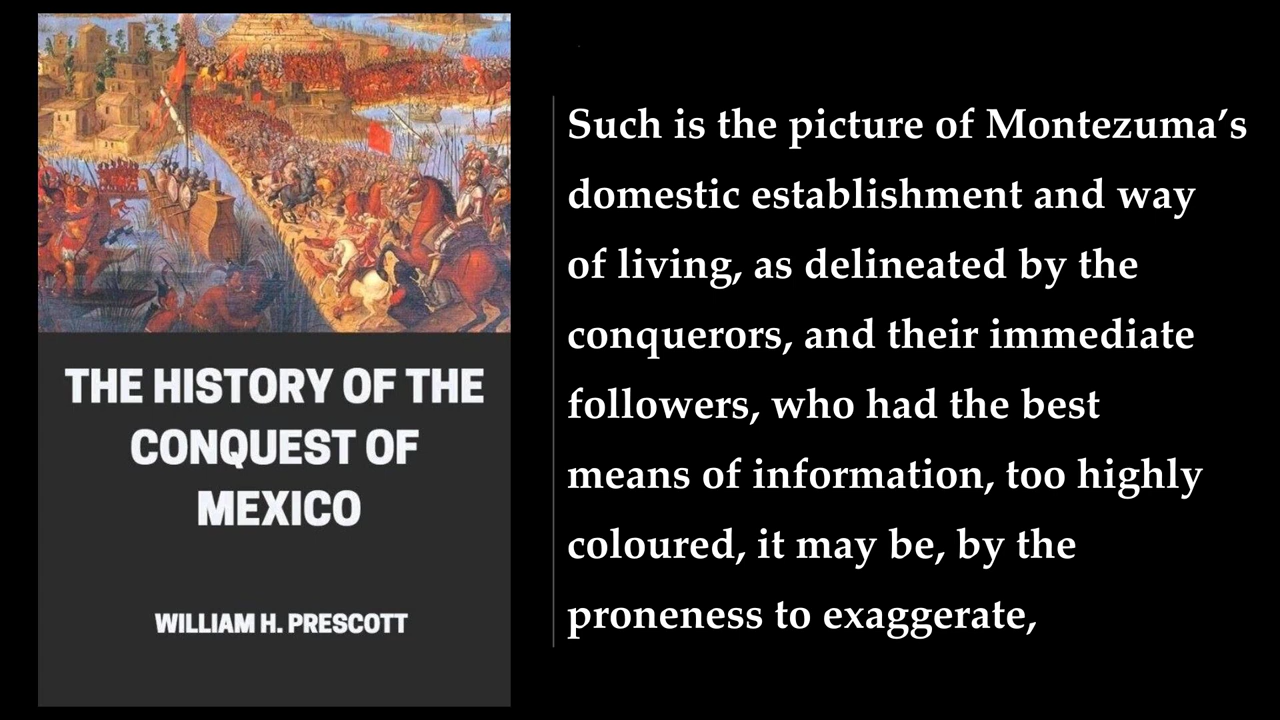 THE HISTORY OF THE
CONQUEST OF
MEXICO
WILLIAM H. PRESCOTT
Such is the picture of Montezuma’s
domestic establishment and way
of living, as delineated by the
conquerors, and their immediate
followers, who had the best
means of information, too highly
coloured, it may be, by the
proneness to exaggerate,